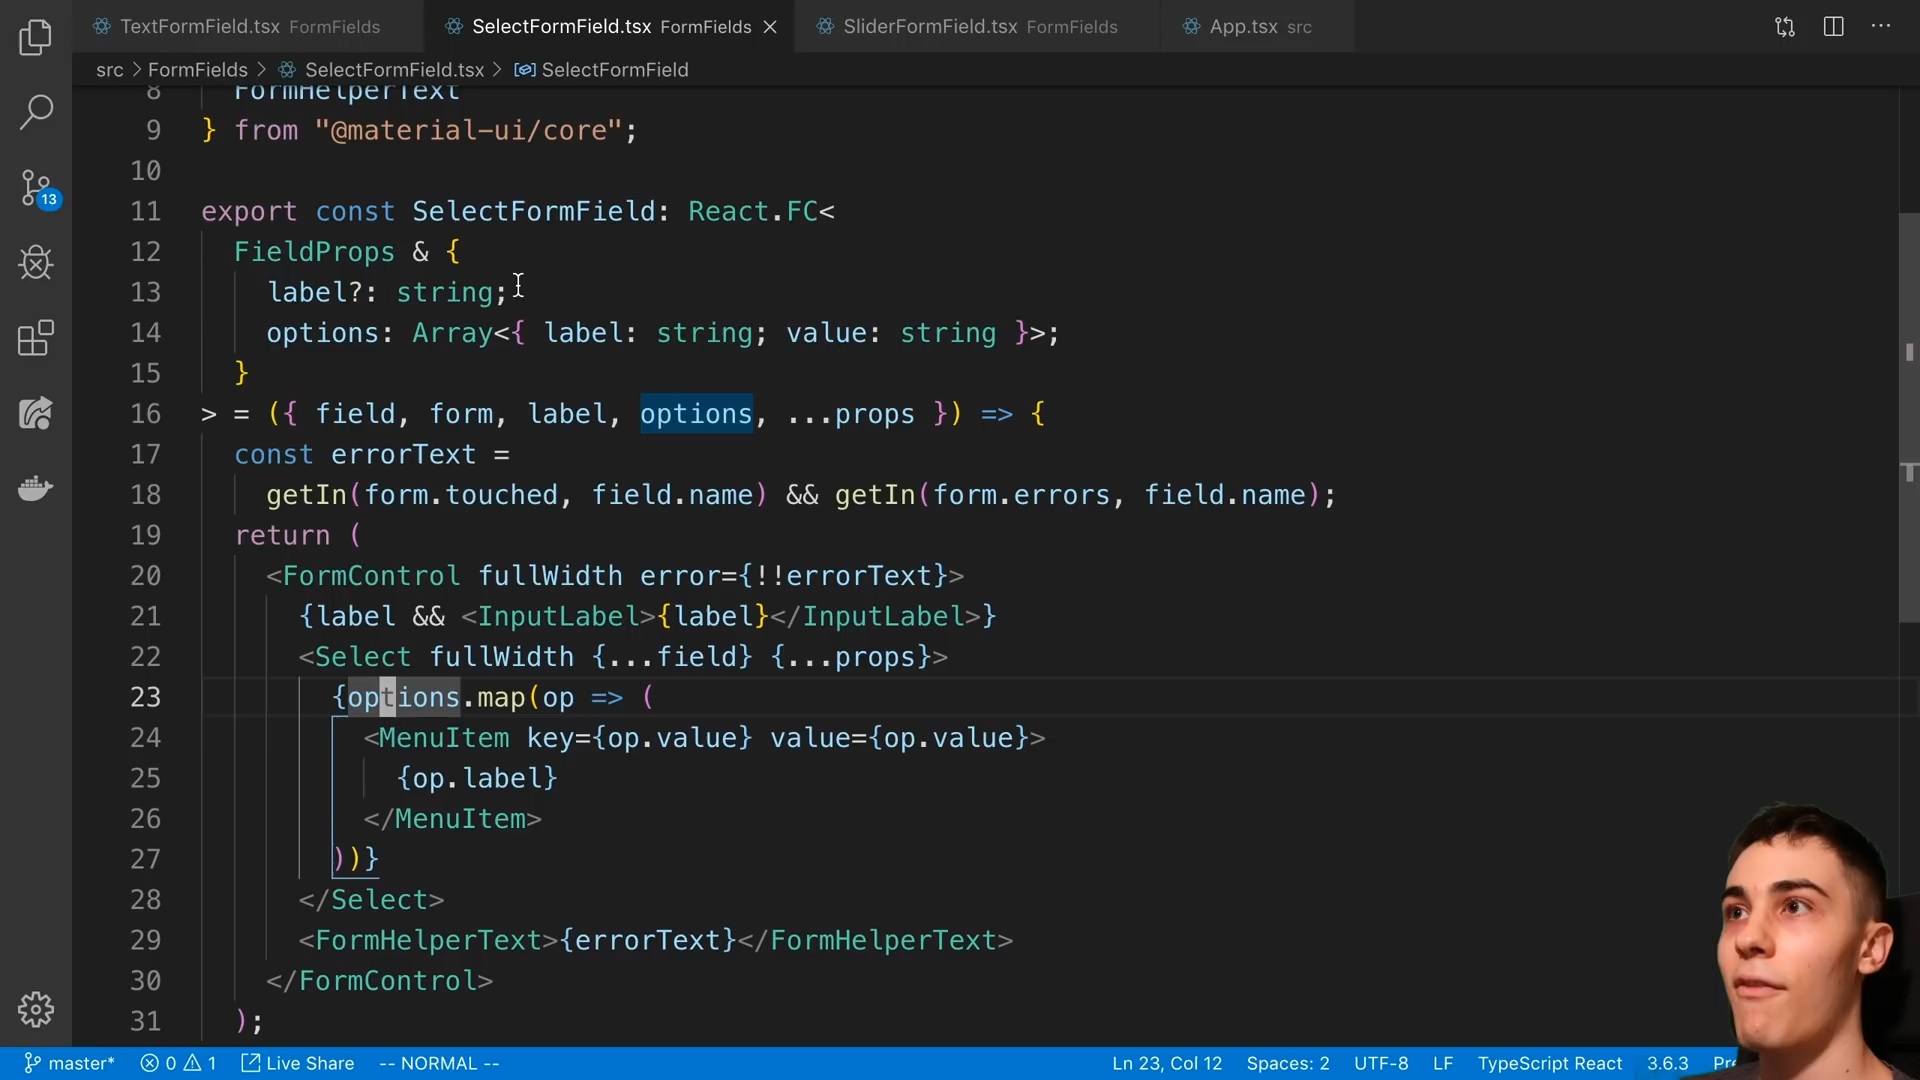 TextFormField.tsx FormFields
SelectFormField.tsx FormFields
SliderFormField.tsx FormFields
App.tsx src
src > FormFields > SelectFormField.tsx > SelectFormField
8 FormHelperText
9 } from "@material-ui/core";
10
11 export const SelectFormField: React.FC<
12 FieldProps & {
13 label?: string;
14 options: Array<{ label: string; value: string }>;
15 }
16 > = ({ field, form, label, options, ...props }) => {
17 const errorText =
18 getIn(form.touched, field.name) && getIn(form.errors, field.name);
19 return (
20 <FormControl fullWidth error={!!errorText}>
21 {label && <InputLabel>{label}</InputLabel>}
22 <Select fullWidth {...field} {...props}>
23 {options.map(op => (
24 <MenuItem key={op.value} value={op.value}>
25 {op.label}
26 </MenuItem>
27 ))}
28 </Select>
29 <FormHelperText>{errorText}</FormHelperText>
30 </FormControl>
31 );
13
master* 0 1 Live Share -- NORMAL -- Ln 23, Col 12 Spaces: 2 UTF-8 LF TypeScript React 3.6.3